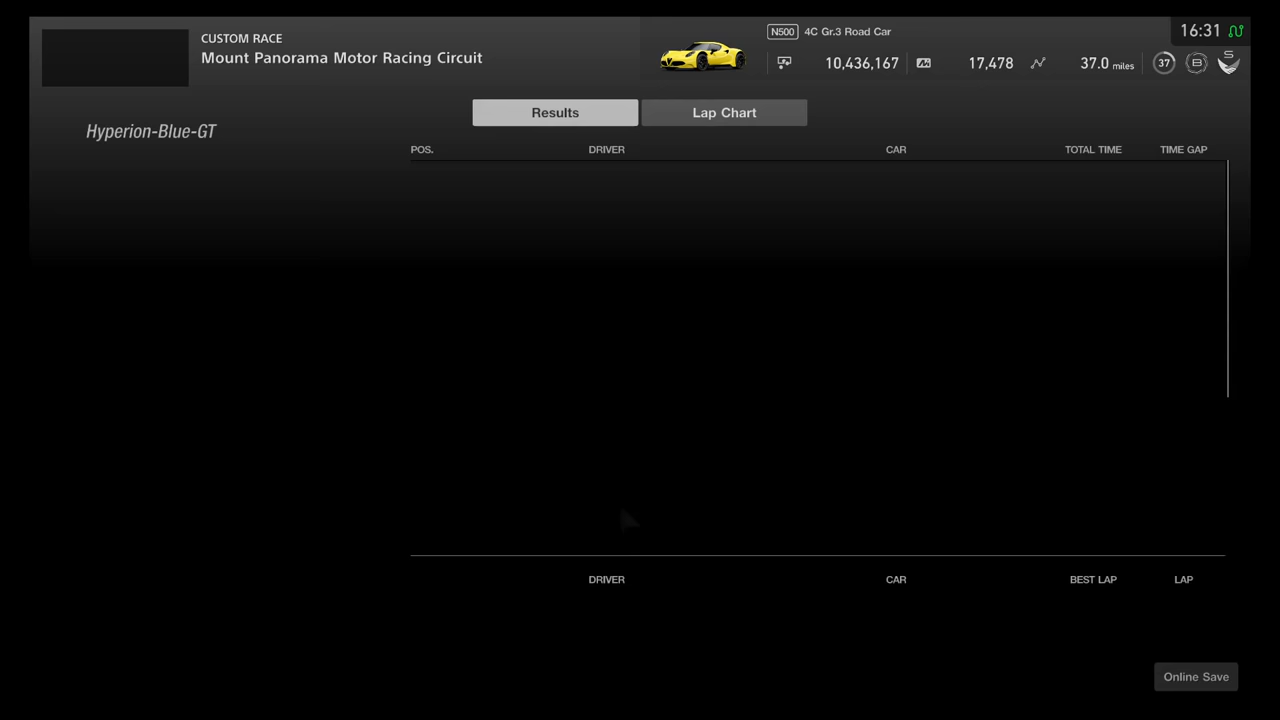 CUSTOM RACE
Mount Panorama Motor Racing Circuit
N500 4C Gr.3 Road Car
16:31
10,436,167 17,478 37.0 miles 37 B S
Results Lap Chart
Hyperion-Blue-GT
POS. DRIVER CAR TOTAL TIME TIME GAP
DRIVER CAR BEST LAP LAP
Online Save